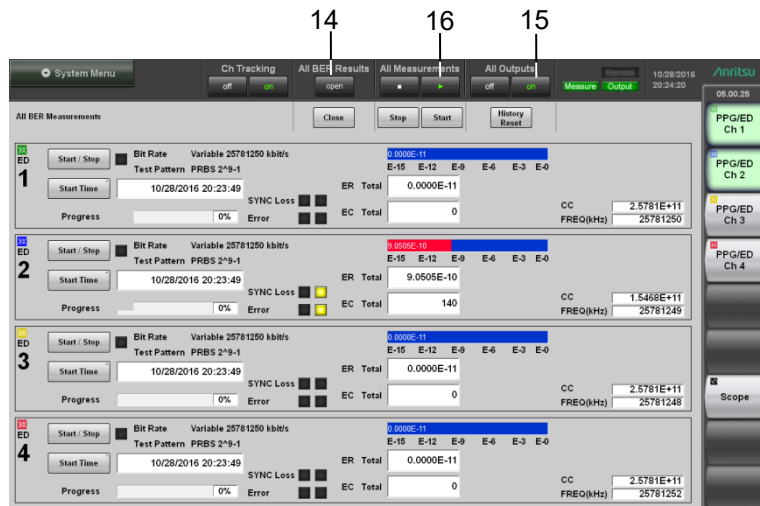 14 16 15
System Menu
Ch Tracking
off on
All BER Results
open
All Measurements
All Outputs
off on
Remote
Measure Output
10/28/2016
20:24:20
Anritsu
05.00.25
All BER Measurements
Close
Stop Start
History
Reset
PPG/ED
Ch 1
PPG/ED
Ch 2
PPG/ED
Ch 3
PPG/ED
Ch 4
Scope
ED
1
Start / Stop
Bit Rate Variable 25781250 kbit/s
Test Pattern PRBS 2^9-1
Start Time 10/28/2016 20:23:49
SYNC Loss
Progress 0% Error
0.0000E-11
E-15 E-12 E-9 E-6 E-3 E-0
ER Total 0.0000E-11
EC Total 0
CC 2.5781E+11
FREQ(kHz) 25781250
ED
2
Start / Stop
Bit Rate Variable 25781250 kbit/s
Test Pattern PRBS 2^9-1
Start Time 10/28/2016 20:23:49
SYNC Loss
Progress 0% Error
9.0505E-10
E-15 E-12 E-9 E-6 E-3 E-0
ER Total 9.0505E-10
EC Total 140
CC 1.5468E+11
FREQ(kHz) 25781249
ED
3
Start / Stop
Bit Rate Variable 25781250 kbit/s
Test Pattern PRBS 2^9-1
Start Time 10/28/2016 20:23:49
SYNC Loss
Progress 0% Error
0.0000E-11
E-15 E-12 E-9 E-6 E-3 E-0
ER Total 0.0000E-11
EC Total 0
CC 2.5781E+11
FREQ(kHz) 25781248
ED
4
Start / Stop
Bit Rate Variable 25781250 kbit/s
Test Pattern PRBS 2^9-1
Start Time 10/28/2016 20:23:49
SYNC Loss
Progress 0% Error
0.0000E-11
E-15 E-12 E-9 E-6 E-3 E-0
ER Total 0.0000E-11
EC Total 0
CC 2.5781E+11
FREQ(kHz) 25781252